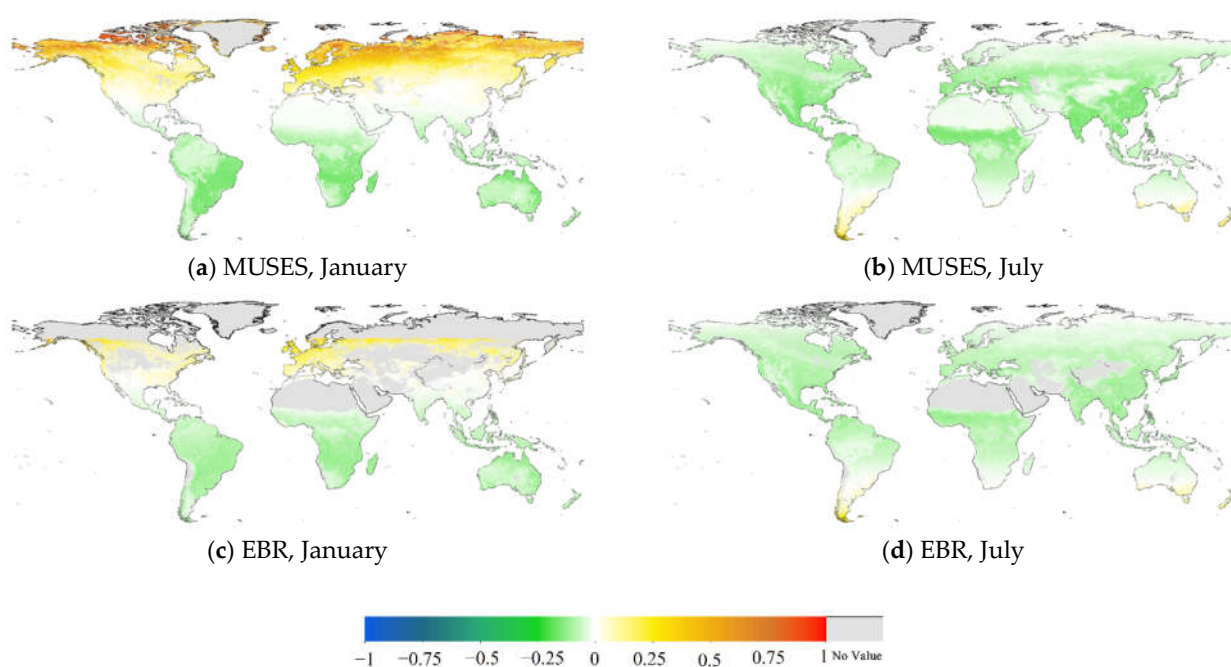 (a) MUSES, January
(b) MUSES, July
(c) EBR, January
(d) EBR, July
−1 −0.75 −0.5 −0.25 0 0.25 0.5 0.75 1 No Value